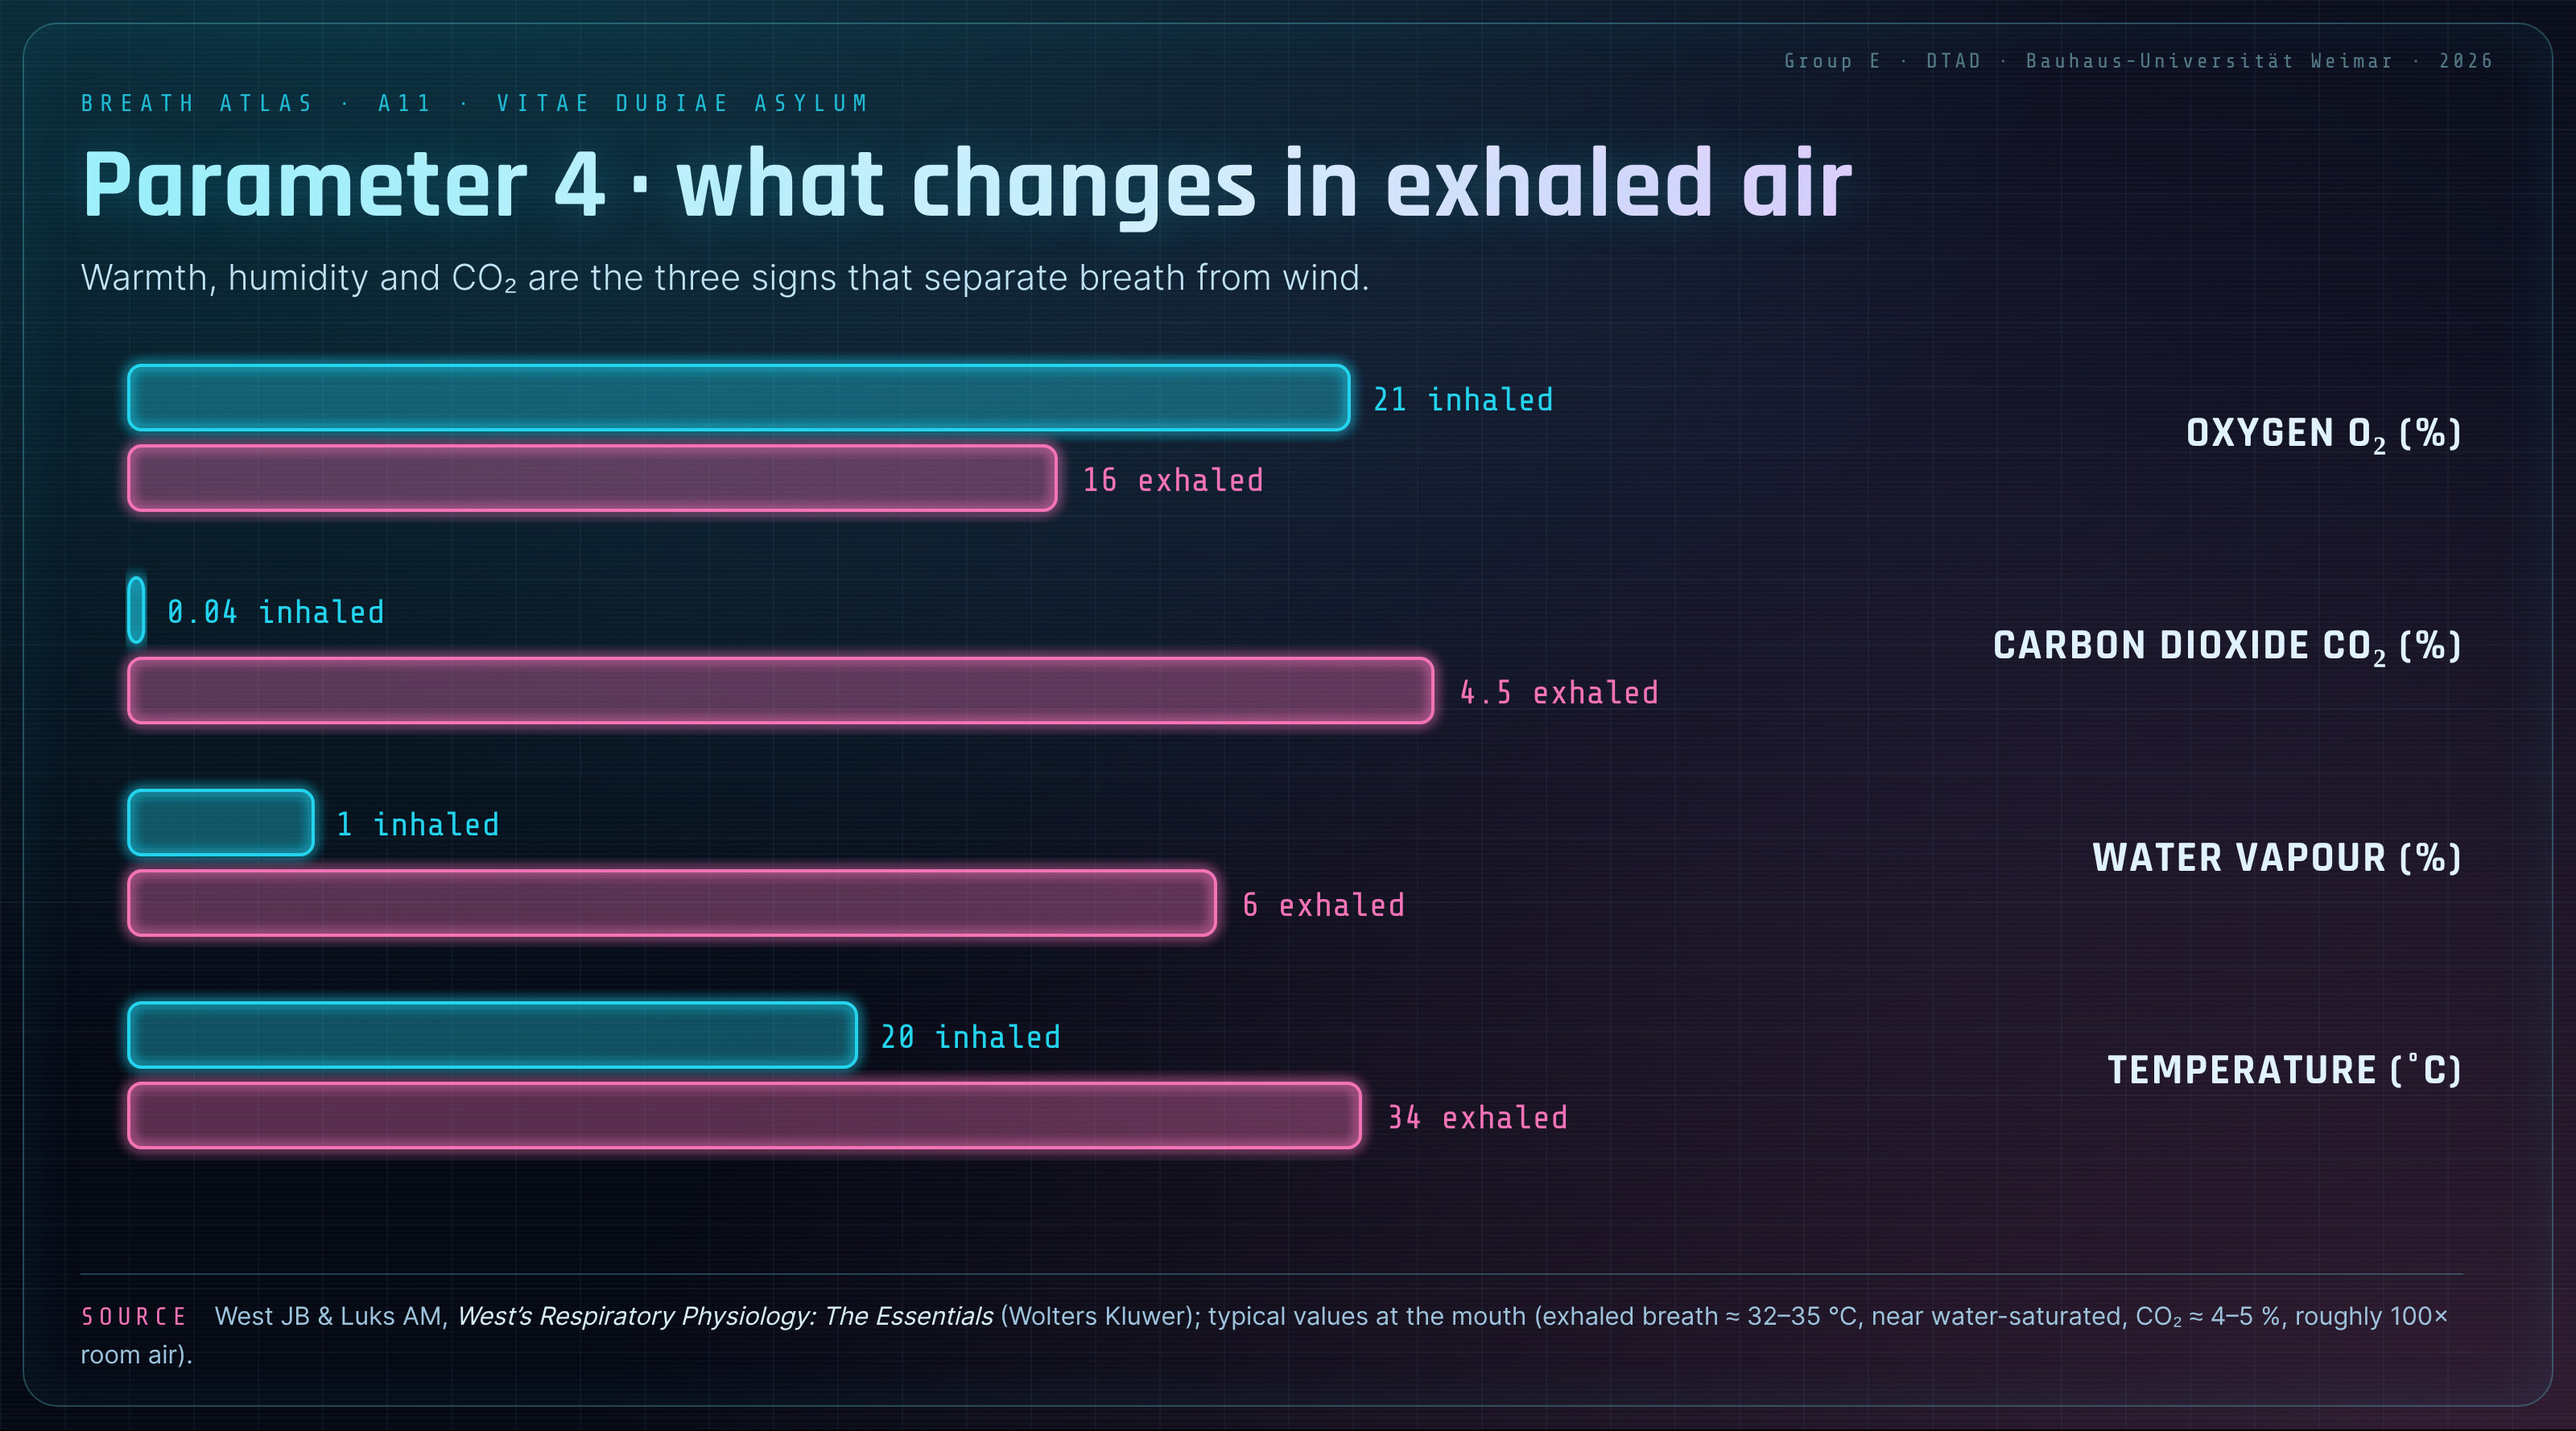 Group E · DTAD · Bauhaus-Universität Weimar · 2026
BREATH ATLAS · A11 · VITAE DUBIAE ASYLUM
Parameter 4 · what changes in exhaled air
Warmth, humidity and CO₂ are the three signs that separate breath from wind.
21 inhaled
OXYGEN O₂ (%)
16 exhaled
0.04 inhaled
CARBON DIOXIDE CO₂ (%)
4.5 exhaled
1 inhaled
WATER VAPOUR (%)
6 exhaled
20 inhaled
TEMPERATURE (°C)
34 exhaled
SOURCE West JB & Luks AM, West’s Respiratory Physiology: The Essentials (Wolters Kluwer); typical values at the mouth (exhaled breath ≈ 32–35 °C, near water-saturated, CO₂ ≈ 4–5 %, roughly 100×
room air).